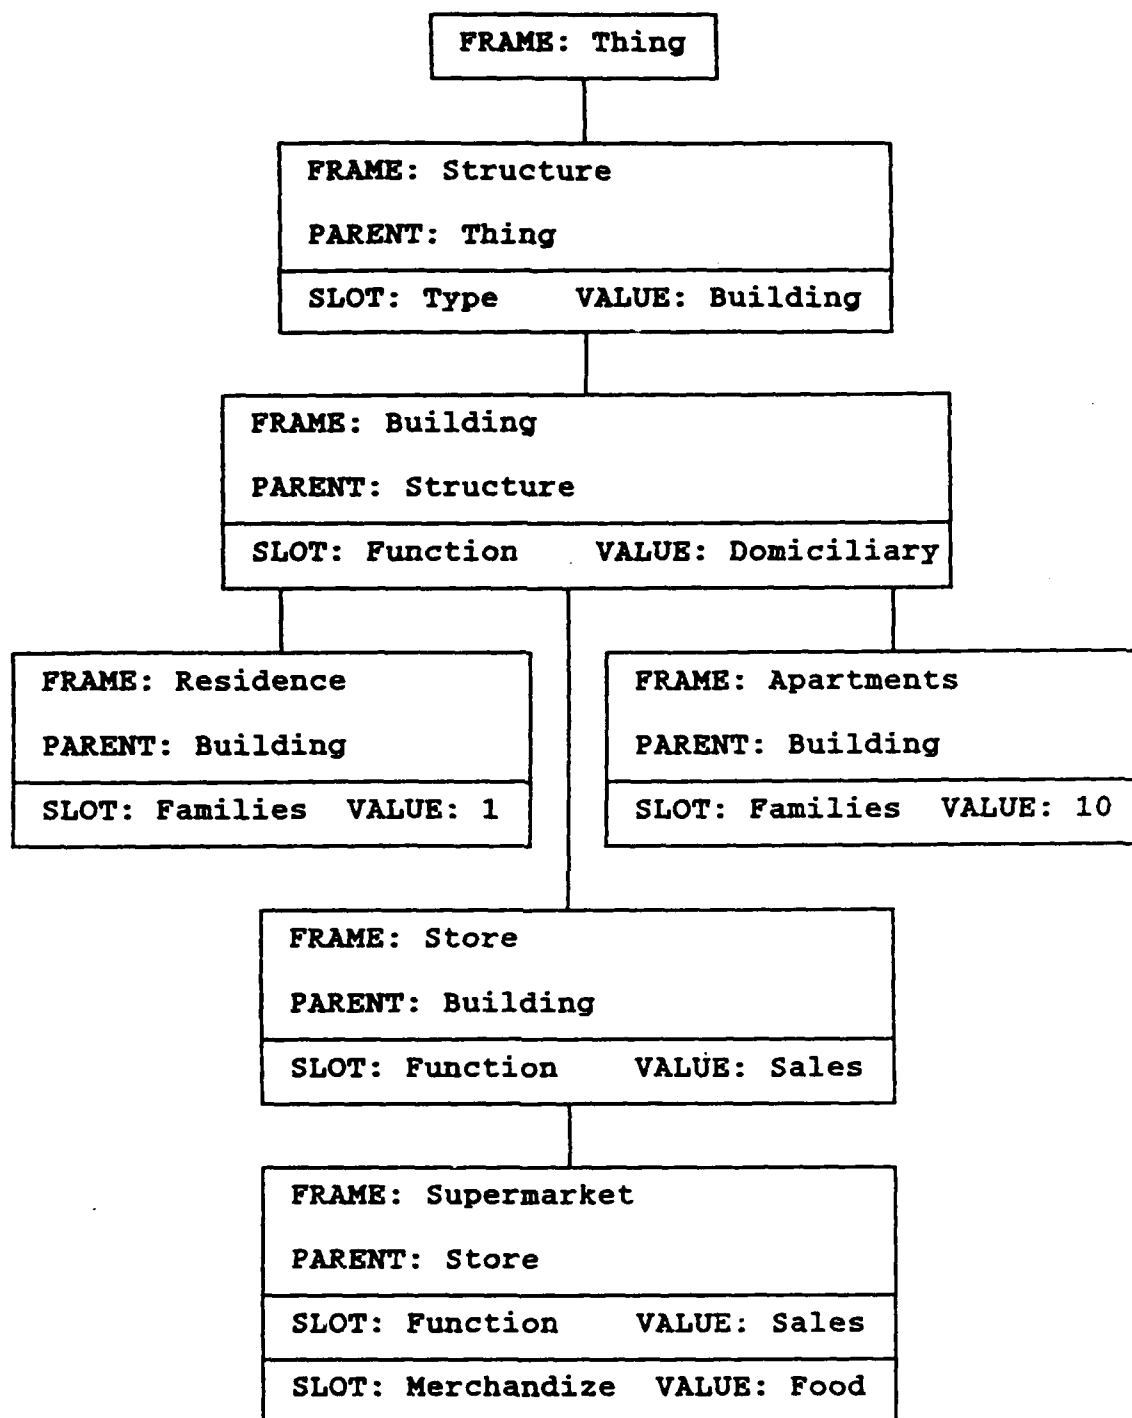 FRAME: Thing
FRAME: Structure
PARENT: Thing
SLOT: Type VALUE: Building
FRAME: Building
PARENT: Structure
SLOT: Function VALUE: Domiciliary
FRAME: Residence
PARENT: Building
SLOT: Families VALUE: 1
FRAME: Apartments
PARENT: Building
SLOT: Families VALUE: 10
FRAME: Store
PARENT: Building
SLOT: Function VALUE: Sales
FRAME: Supermarket
PARENT: Store
SLOT: Function VALUE: Sales
SLOT: Merchandize VALUE: Food